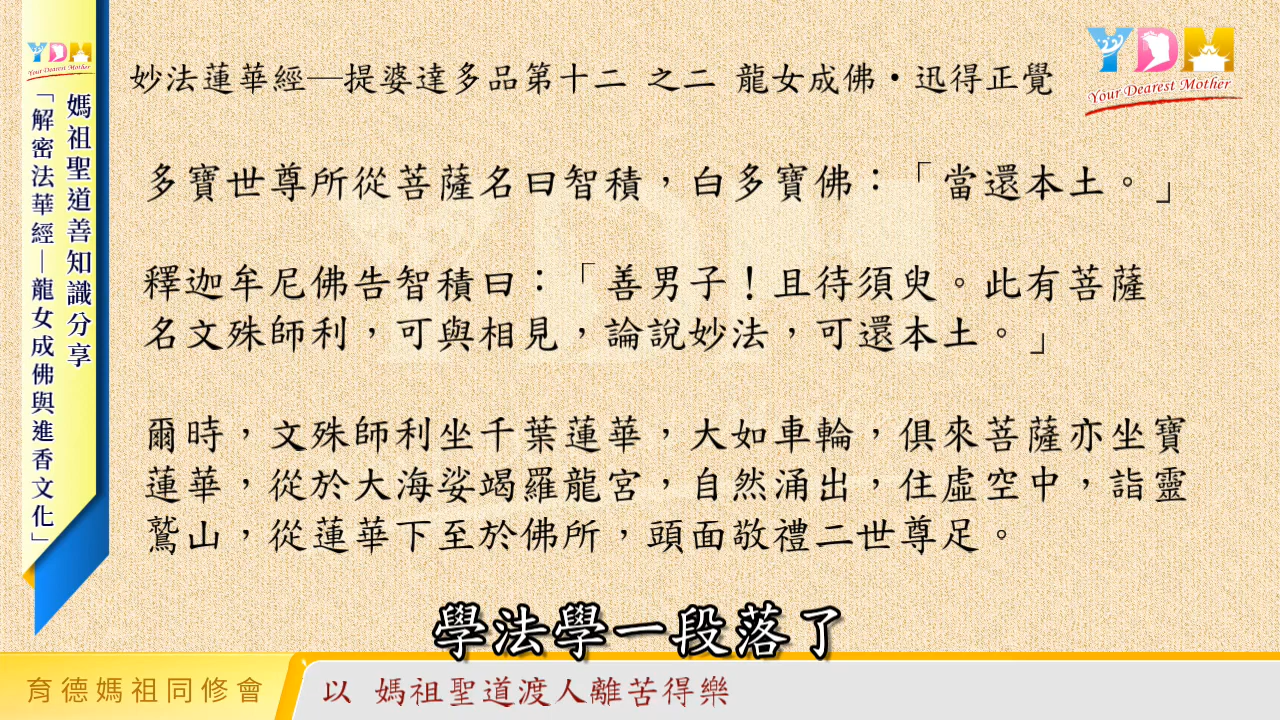 妙法蓮華經─提婆達多品第十二 之二 龍女成佛・迅得正覺
YDM
Your Dearest Mother
YDM
Your Dearest Mother
媽祖聖道善知識分享
「解密法華經—龍女成佛與進香文化」
多寶世尊所從菩薩名曰智積，白多寶佛：「當還本土。」
釋迦牟尼佛告智積曰：「善男子！且待須臾。此有菩薩
名文殊師利，可與相見，論說妙法，可還本土。」
爾時，文殊師利坐千葉蓮華，大如車輪，俱來菩薩亦坐寶
蓮華，從於大海娑竭羅龍宮，自然涌出，住虛空中，詣靈
鷲山，從蓮華下至於佛所，頭面敬禮二世尊足。
學法學一段落了
育德媽祖同修會
以 媽祖聖道渡人離苦得樂